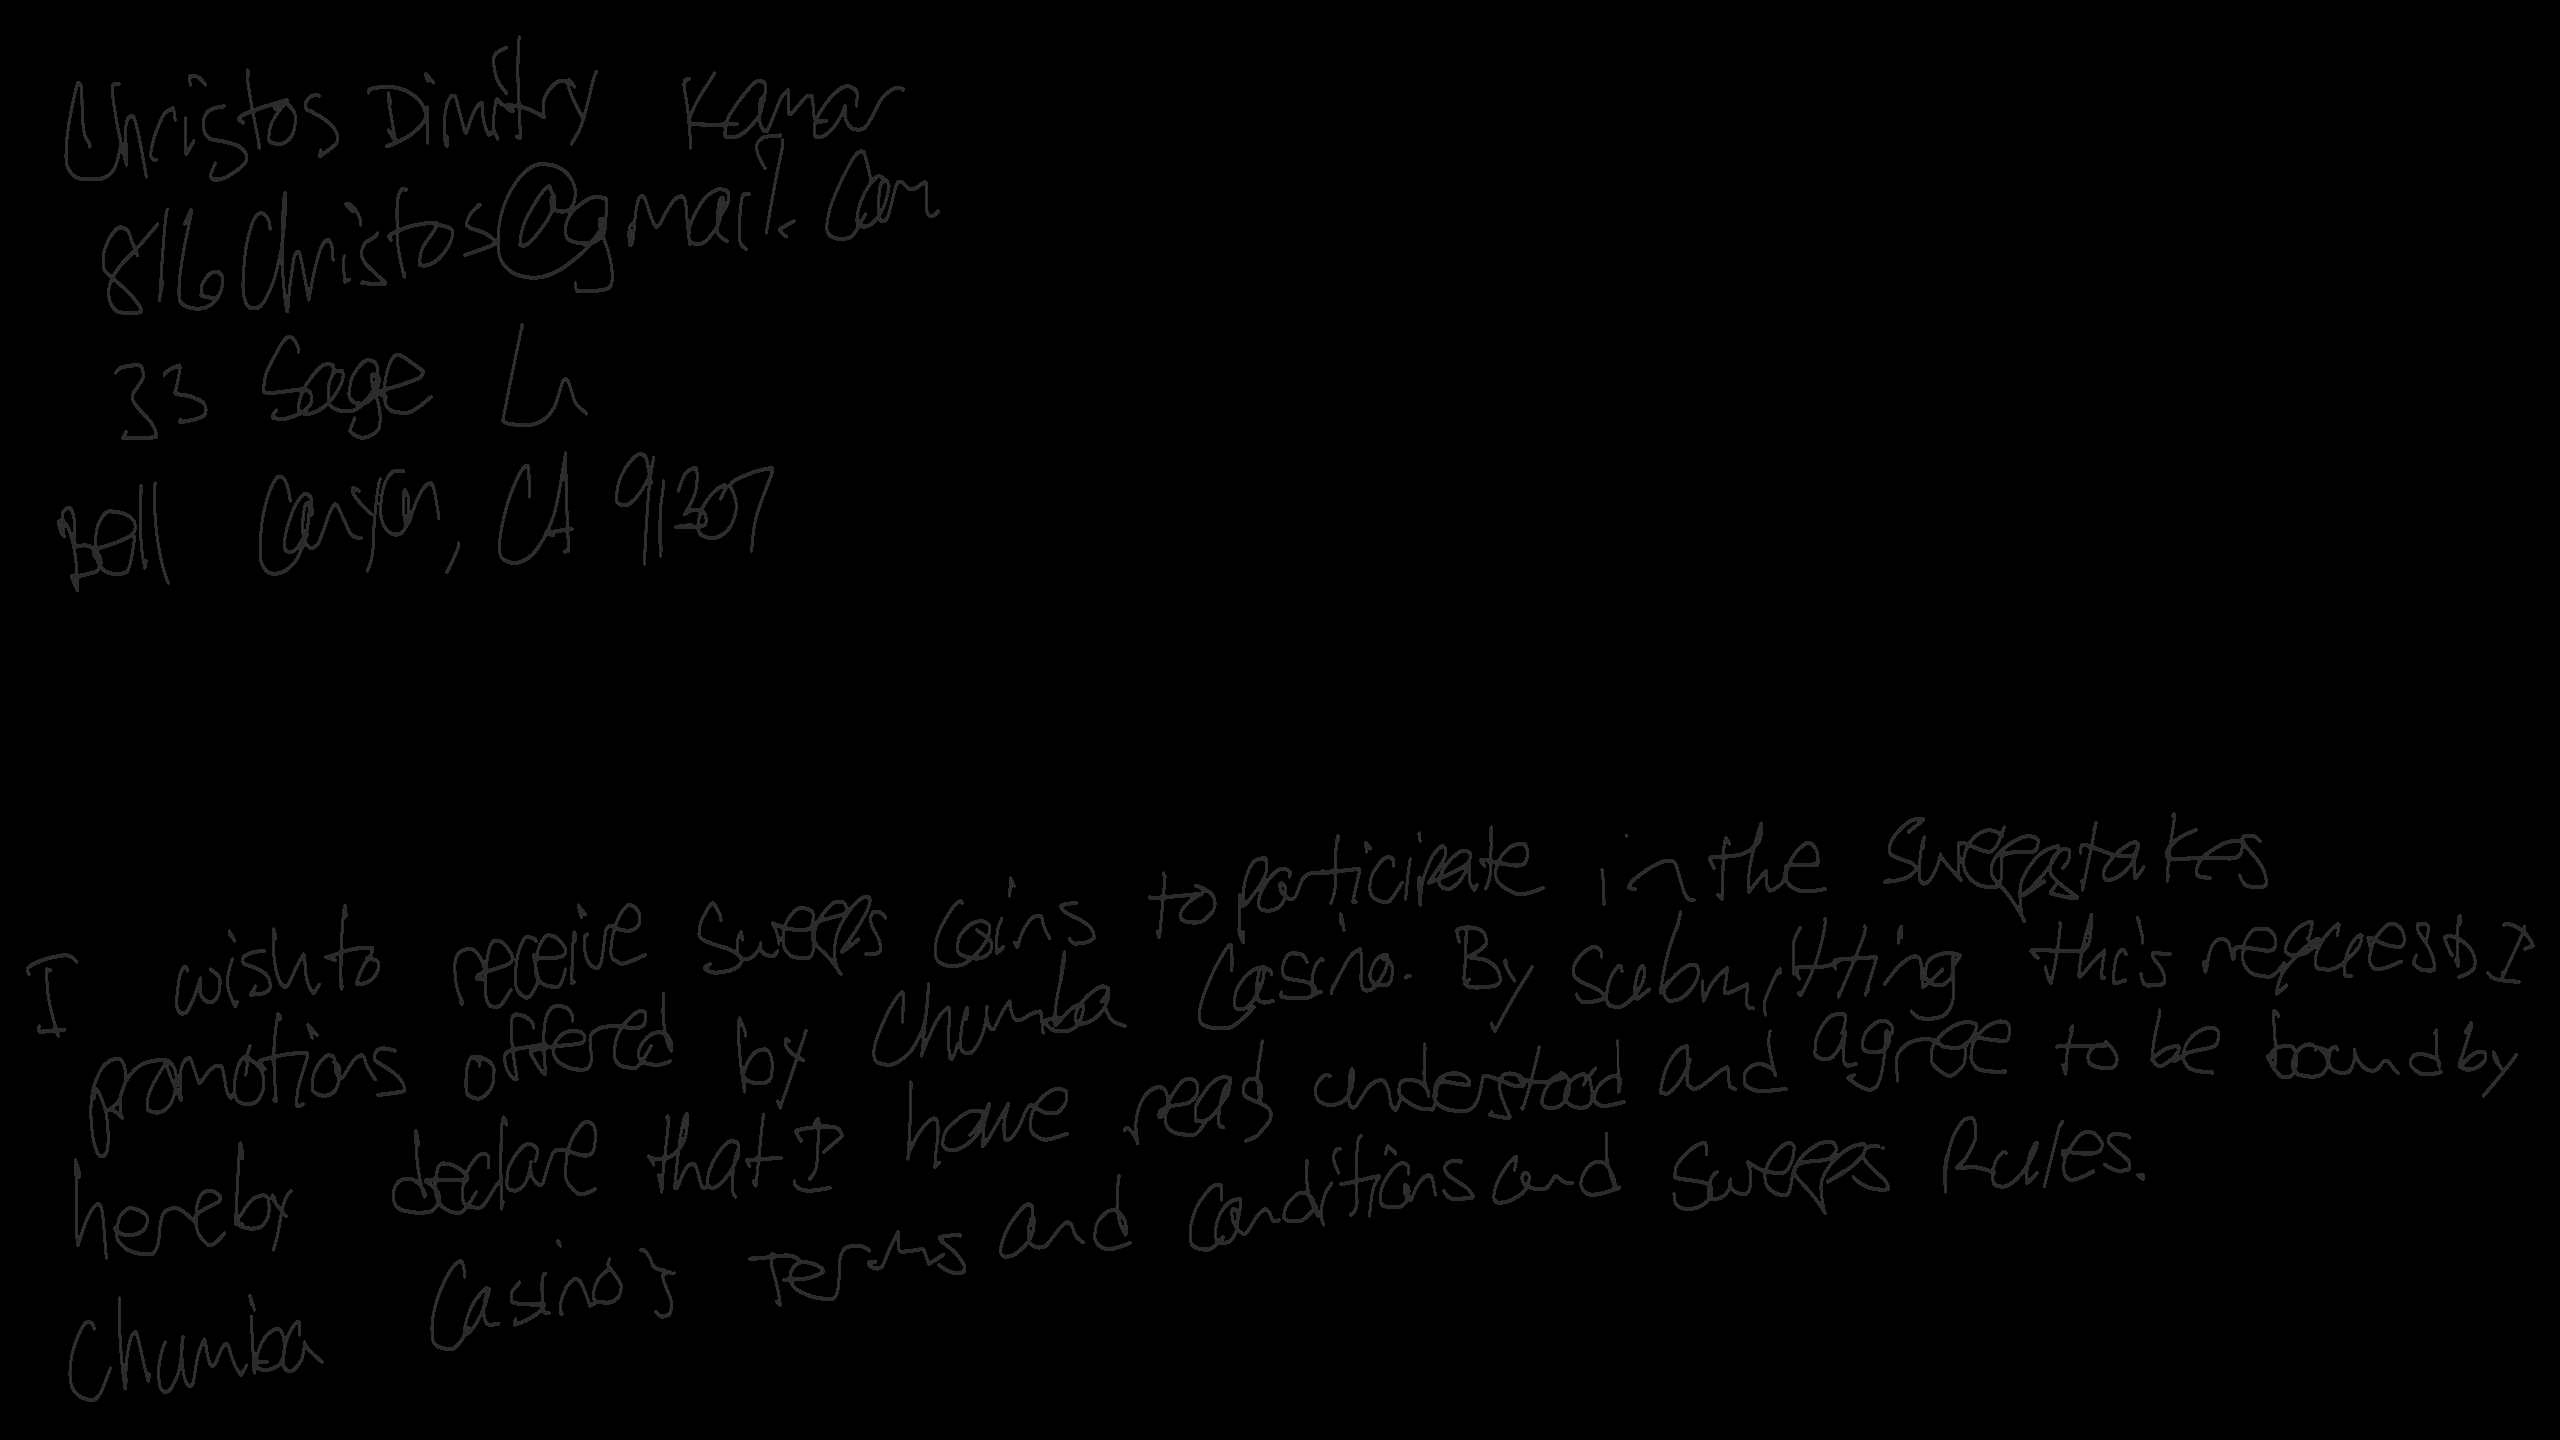 Christos Dimitry Kamar
816Christos@gmail.com
33 Sage Ln
Bell Canyon, CA 91307
I wish to receive Sweeps Coins to participate in the sweepstakes
promotions offered by Chumba Casino. By submitting this request, I
hereby declare that I have read understood and agree to be bound by
Chumba Casino's Terms and Conditions and Sweeps Rules.